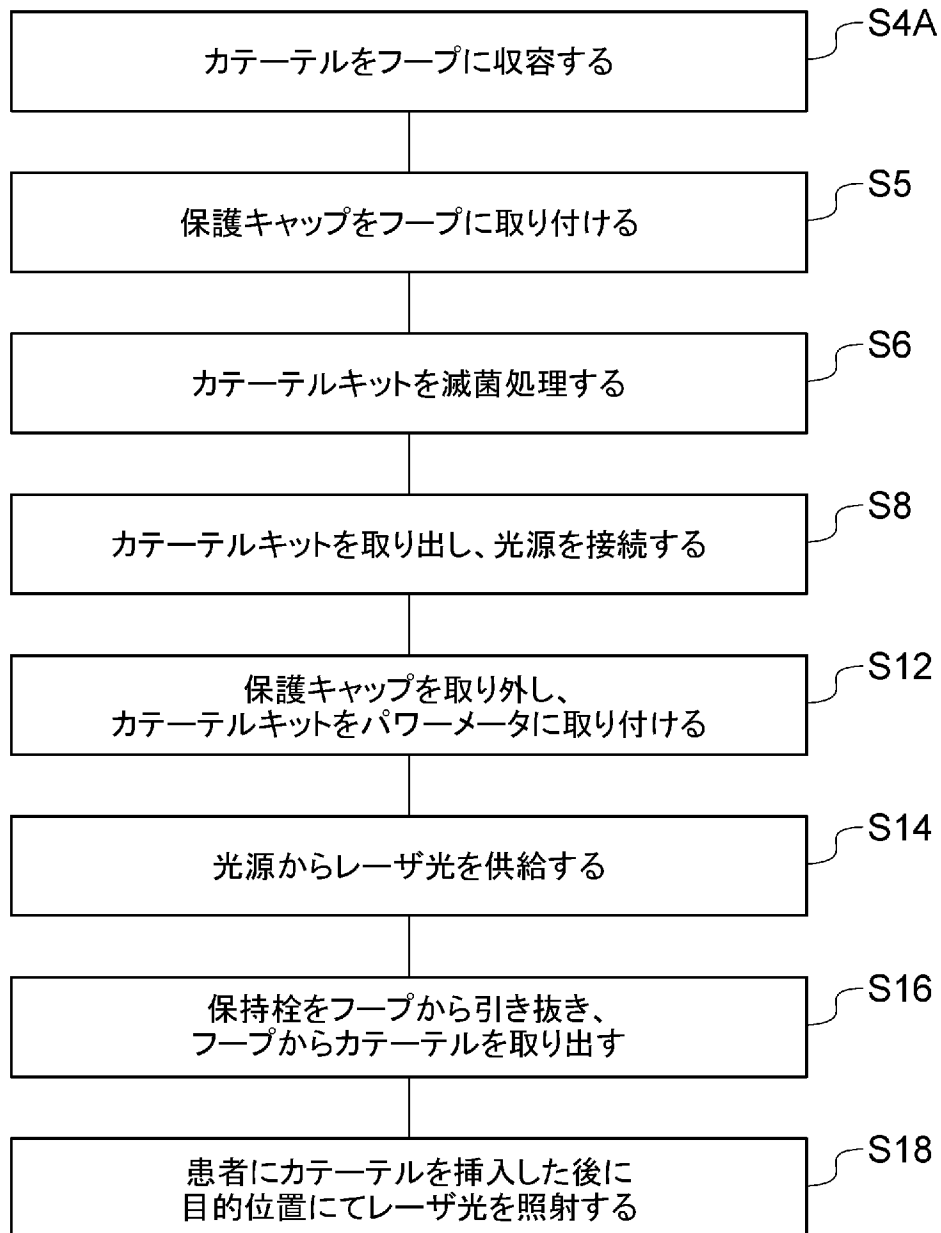 カテーテルをフープに収容する
S4A
保護キャップをフープに取り付ける
S5
カテーテルキットを滅菌処理する
S6
カテーテルキットを取り出し、光源を接続する
S8
保護キャップを取り外し、
カテーテルキットをパワーメータに取り付ける
S12
光源からレーザ光を供給する
S14
保持栓をフープから引き抜き、
フープからカテーテルを取り出す
S16
患者にカテーテルを挿入した後に
目的位置にてレーザ光を照射する
S18